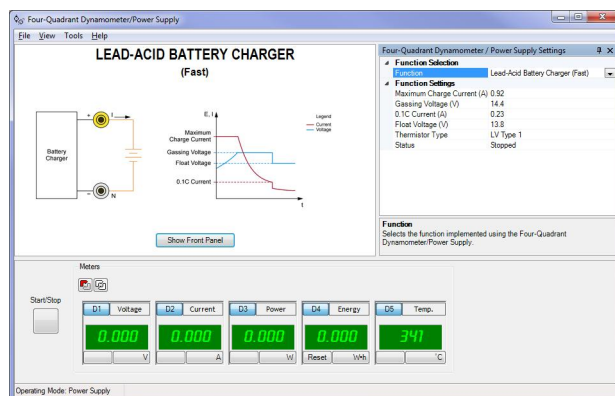 Four-Quadrant Dynamometer/Power Supply
File View Tools Help
LEAD-ACID BATTERY CHARGER
(Fast)
Battery
Charger
+
I
−
N
E, I
Maximum
Charge Current
Gassing Voltage
Float Voltage
0.1C Current
t
Legend
Current
Voltage
Show Front Panel
Four-Quadrant Dynamometer / Power Supply Settings
Function Selection
Function Lead-Acid Battery Charger (Fast)
Function Settings
Maximum Charge Current (A) 0.92
Gassing Voltage (V) 14.4
0.1C Current (A) 0.23
Float Voltage (V) 13.8
Thermistor Type LV Type 1
Status Stopped
Function
Selects the function implemented using the Four-Quadrant
Dynamometer/Power Supply.
Meters
Start/Stop
D1 Voltage D2 Current D3 Power D4 Energy D5 Temp.
0.000 0.000 0.000 0.000 341
V A W Reset W•h °C
Operating Mode: Power Supply